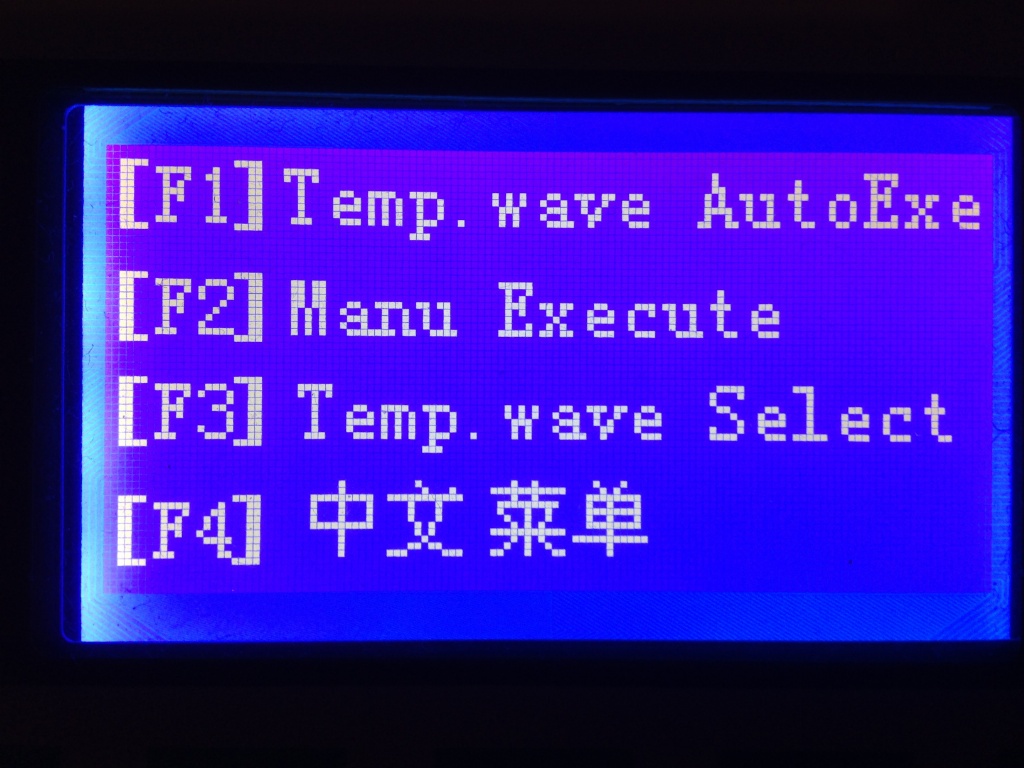 [F1] Temp.wave AutoExe
[F2] Manu Execute
[F3] Temp.wave Select
[F4] 中文菜单